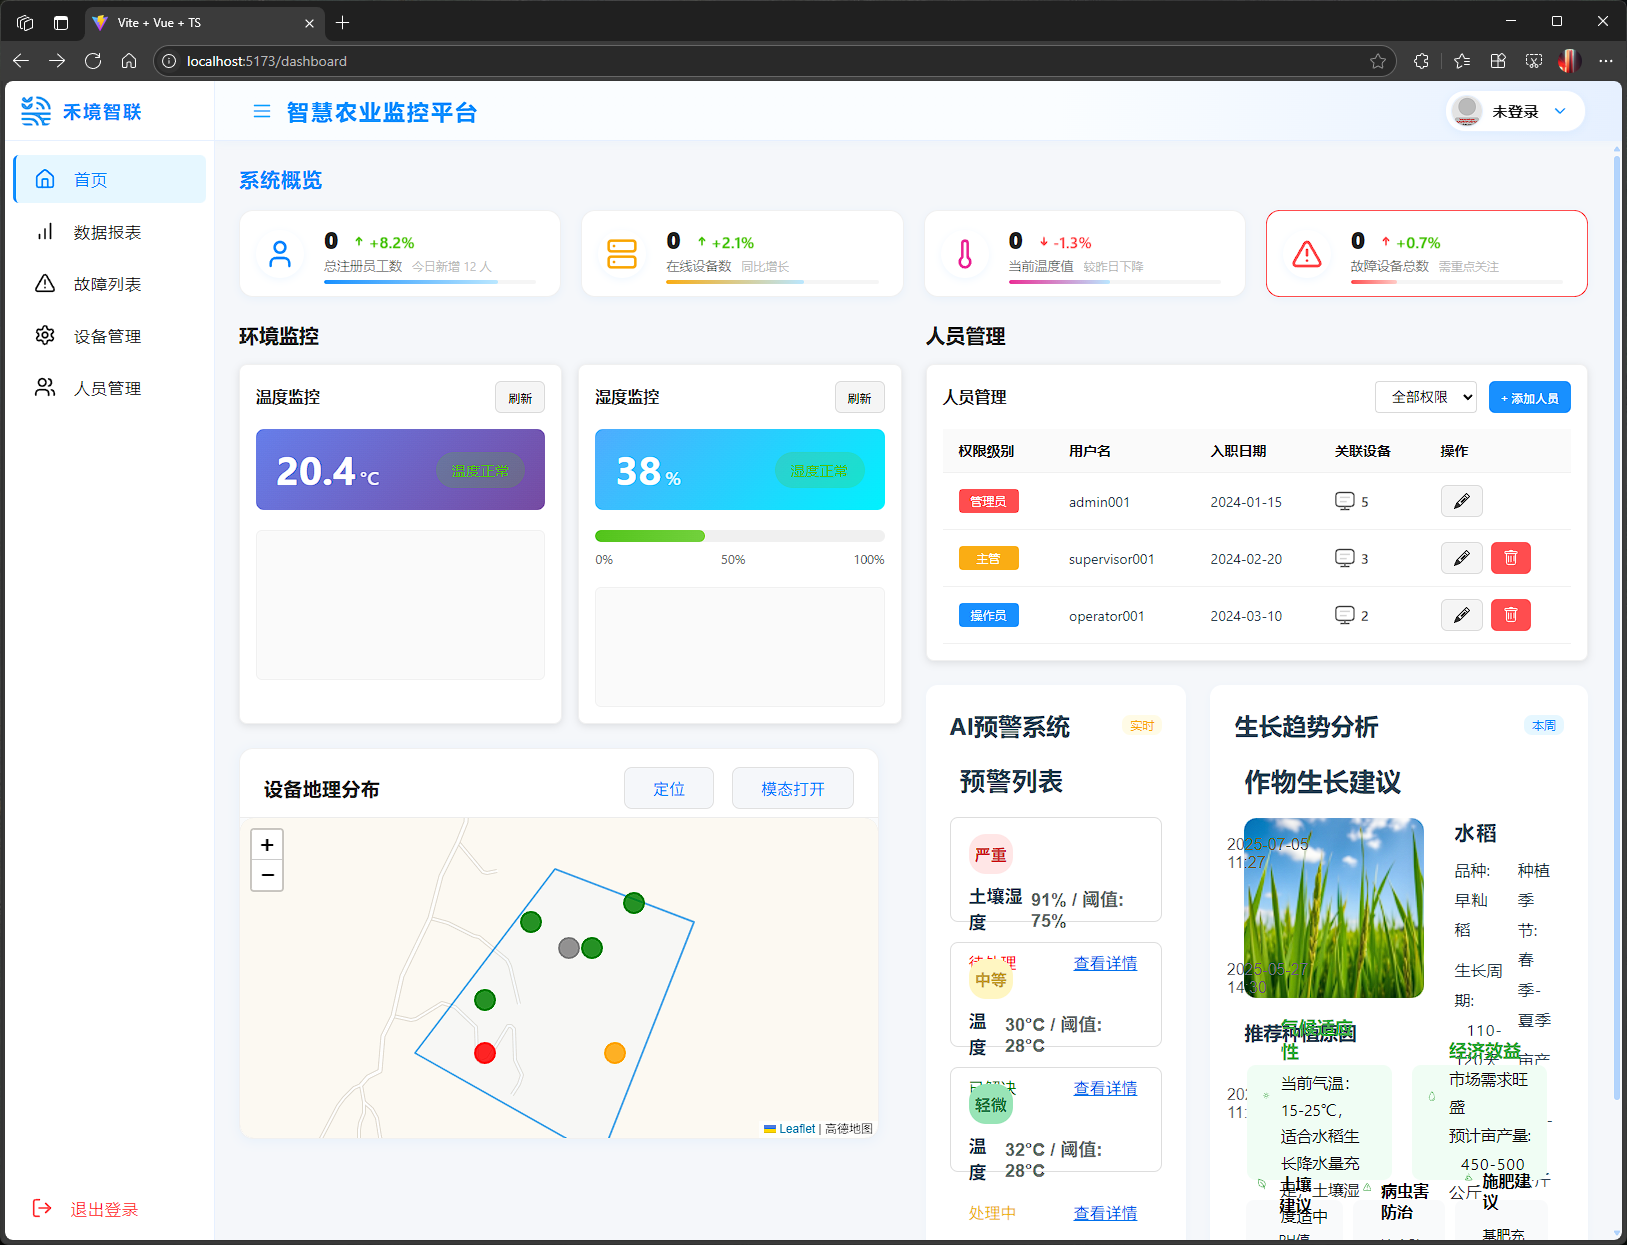 Vite + Vue + TS
localhost:5173/dashboard
禾境智联
智慧农业监控平台
未登录
首页
数据报表
故障列表
设备管理
人员管理
退出登录
系统概览
0 +8.2%
总注册员工数 今日新增 12 人
0 +2.1%
在线设备数 同比增长
0 -1.3%
当前温度值 较昨日下降
0 +0.7%
故障设备总数 需重点关注
环境监控
温度监控 刷新
20.4 °C 温度正常
湿度监控 刷新
38 % 湿度正常
0% 50% 100%
人员管理
人员管理 全部权限 + 添加人员
权限级别 用户名 入职日期 关联设备 操作
管理员 admin001 2024-01-15 5
主管 supervisor001 2024-02-20 3
操作员 operator001 2024-03-10 2
设备地理分布 定位 模态打开
+
−
Leaflet | 高德地图
AI预警系统 实时
预警列表
严重
土壤湿度 91% / 阈值: 75%
2025-07-05 11:27
待处理 查看详情
中等
温度 30°C / 阈值: 28°C
2025-05-27 14:30
已解决 查看详情
轻微
温度 32°C / 阈值: 28°C
处理中 查看详情
生长趋势分析 本周
作物生长建议
水稻
品种:
早籼稻
种植季节:
春季-夏季
生长周期:
110-
推荐种植原因
气候适应性
当前气温:
15-25℃,
适合水稻生
长降水量充
土壤湿
度适中
经济效益
市场需求旺
盛
预计亩产量:
450-500
公斤
土壤建议
病虫害防治
施肥建议
基肥充